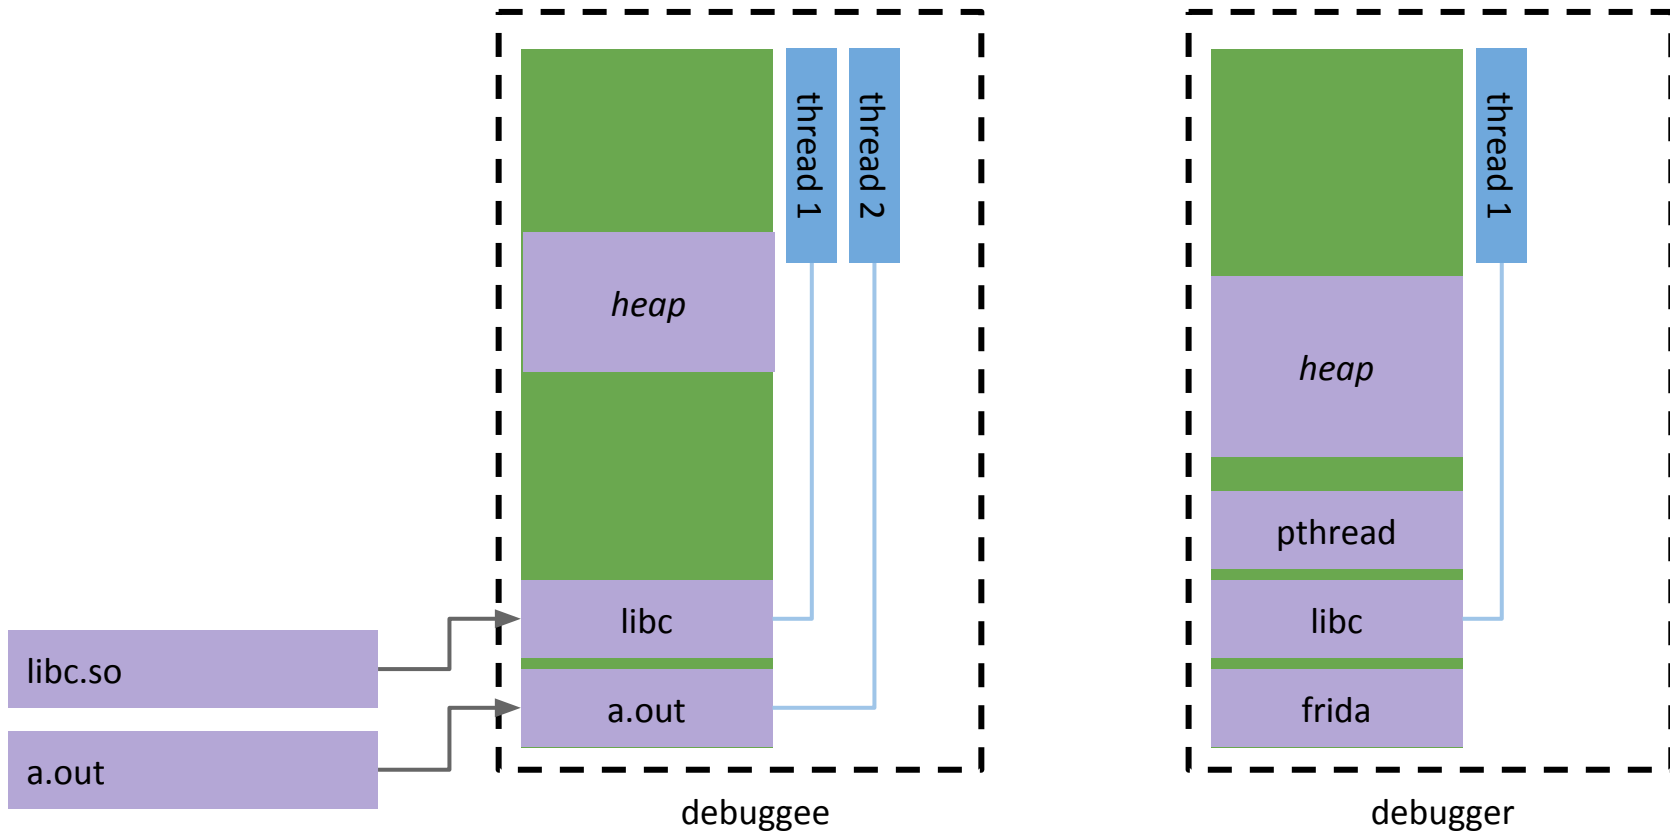 thread 1
thread 2
heap
libc
a.out
libc.so
a.out
debuggee
thread 1
heap
pthread
libc
frida
debugger